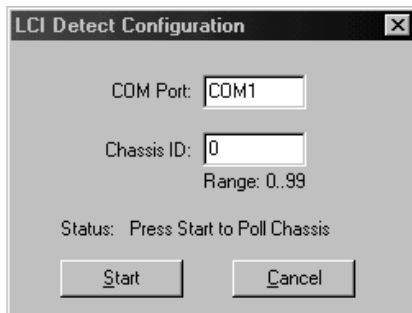 LCI Detect Configuration
COM Port: COM1
Chassis ID: 0
Range: 0..99
Status: Press Start to Poll Chassis
Start Cancel